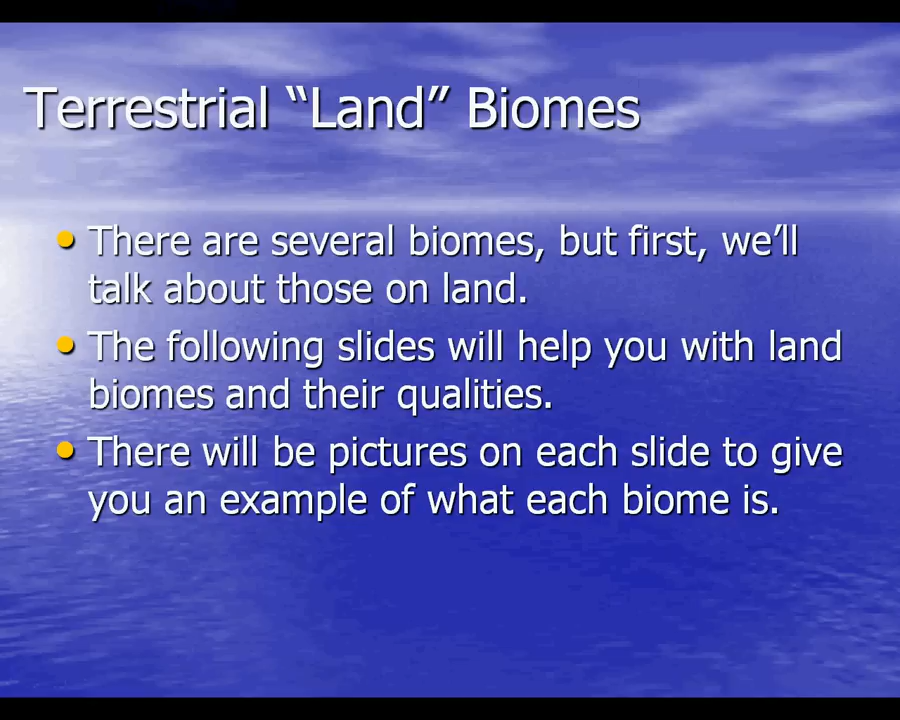 Terrestrial “Land” Biomes
• There are several biomes, but first, we’ll
talk about those on land.
• The following slides will help you with land
biomes and their qualities.
• There will be pictures on each slide to give
you an example of what each biome is.